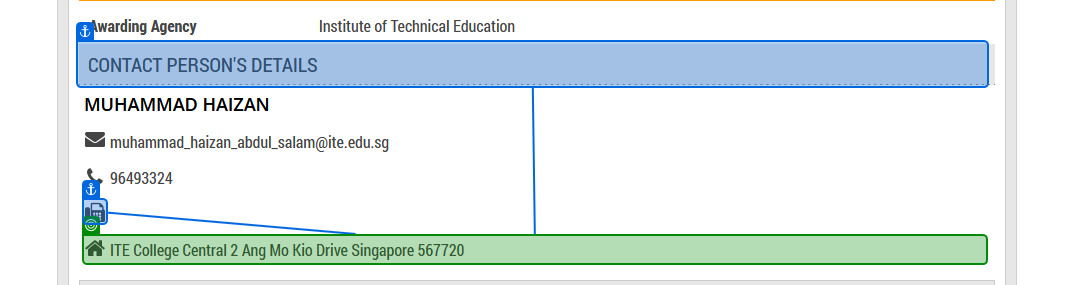 Awarding Agency Institute of Technical Education
CONTACT PERSON'S DETAILS
MUHAMMAD HAIZAN
muhammad_haizan_abdul_salam@ite.edu.sg
96493324
ITE College Central 2 Ang Mo Kio Drive Singapore 567720